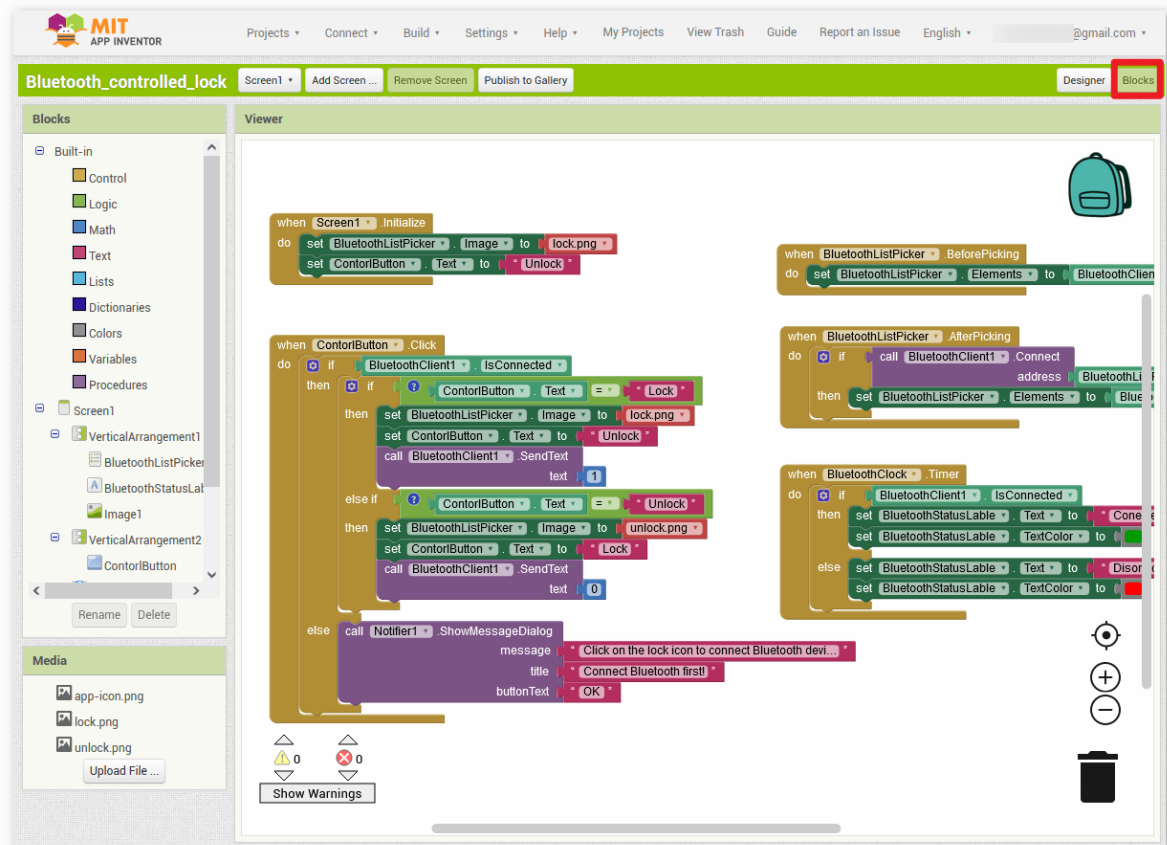 MIT
APP INVENTOR
Projects Connect Build Settings Help My Projects View Trash Guide Report an Issue English @gmail.com
Bluetooth_controlled_lock Screen1 Add Screen ... Remove Screen Publish to Gallery Designer Blocks
Blocks
Built-in
Control
Logic
Math
Text
Lists
Dictionaries
Colors
Variables
Procedures
Screen1
VerticalArrangement1
BluetoothListPicker
BluetoothStatusLab
Image1
VerticalArrangement2
ContorlButton
Rename Delete
Media
app-icon.png
lock.png
unlock.png
Upload File ...
Viewer
when Screen1 .Initialize
do set BluetoothListPicker . Image to lock.png
set ContorlButton . Text to " Unlock "
when ContorlButton .Click
do if BluetoothClient1 . IsConnected
then if ContorlButton . Text = " Lock "
then set BluetoothListPicker . Image to lock.png
set ContorlButton . Text to " Unlock "
call BluetoothClient1 .SendText
text 1
else if ContorlButton . Text = " Unlock "
then set BluetoothListPicker . Image to unlock.png
set ContorlButton . Text to " Lock "
call BluetoothClient1 .SendText
text 0
else call Notifier1 .ShowMessageDialog
message " Click on the lock icon to connect Bluetooth devi... "
title " Connect Bluetooth first! "
buttonText " OK "
when BluetoothListPicker .BeforePicking
do set BluetoothListPicker . Elements to BluetoothClien
when BluetoothListPicker .AfterPicking
do if call BluetoothClient1 .Connect
address BluetoothLis
then set BluetoothListPicker . Elements to Blue
when BluetoothClock .Timer
do if BluetoothClient1 . IsConnected
then set BluetoothStatusLable . Text to " Cone
set BluetoothStatusLable . TextColor to
else set BluetoothStatusLable . Text to "
set BluetoothStatusLable . TextColor to
0 0
Show Warnings